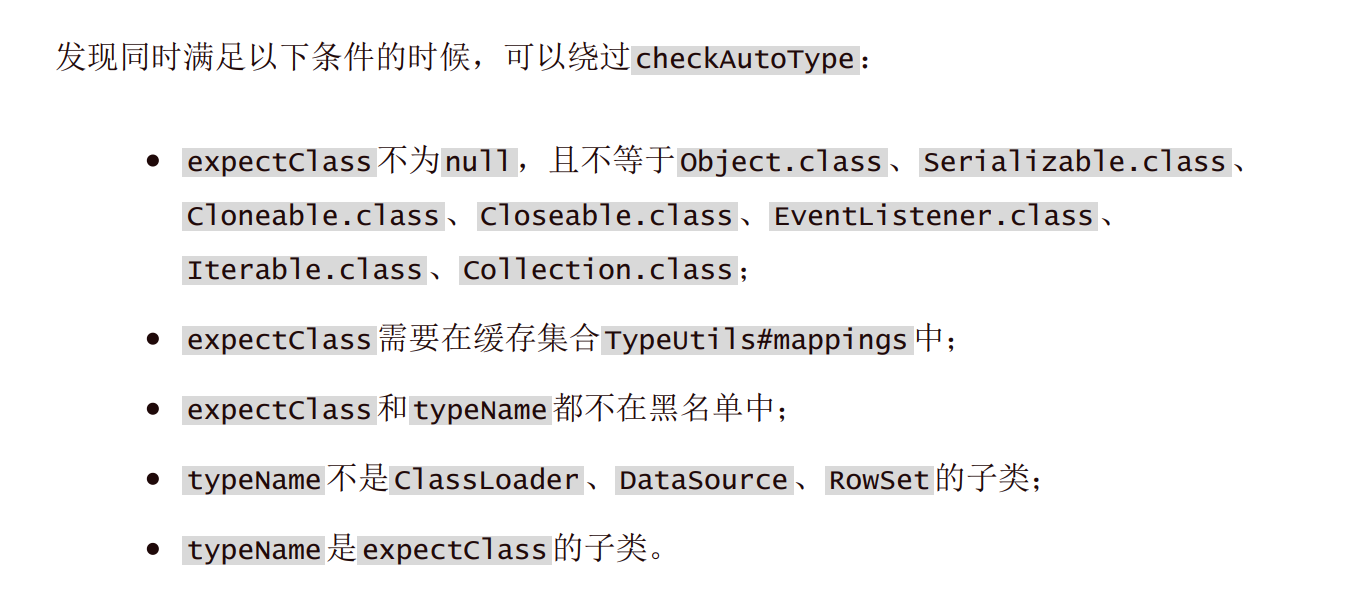 发现同时满足以下条件的时候，可以绕过checkAutoType：
• expectClass不为null，且不等于Object.class、Serializable.class、
Cloneable.class、Closeable.class、EventListener.class、
Iterable.class、Collection.class；
• expectClass需要在缓存集合TypeUtils#mappings中；
• expectClass和typeName都不在黑名单中；
• typeName不是ClassLoader、DataSource、RowSet的子类；
• typeName是expectClass的子类。